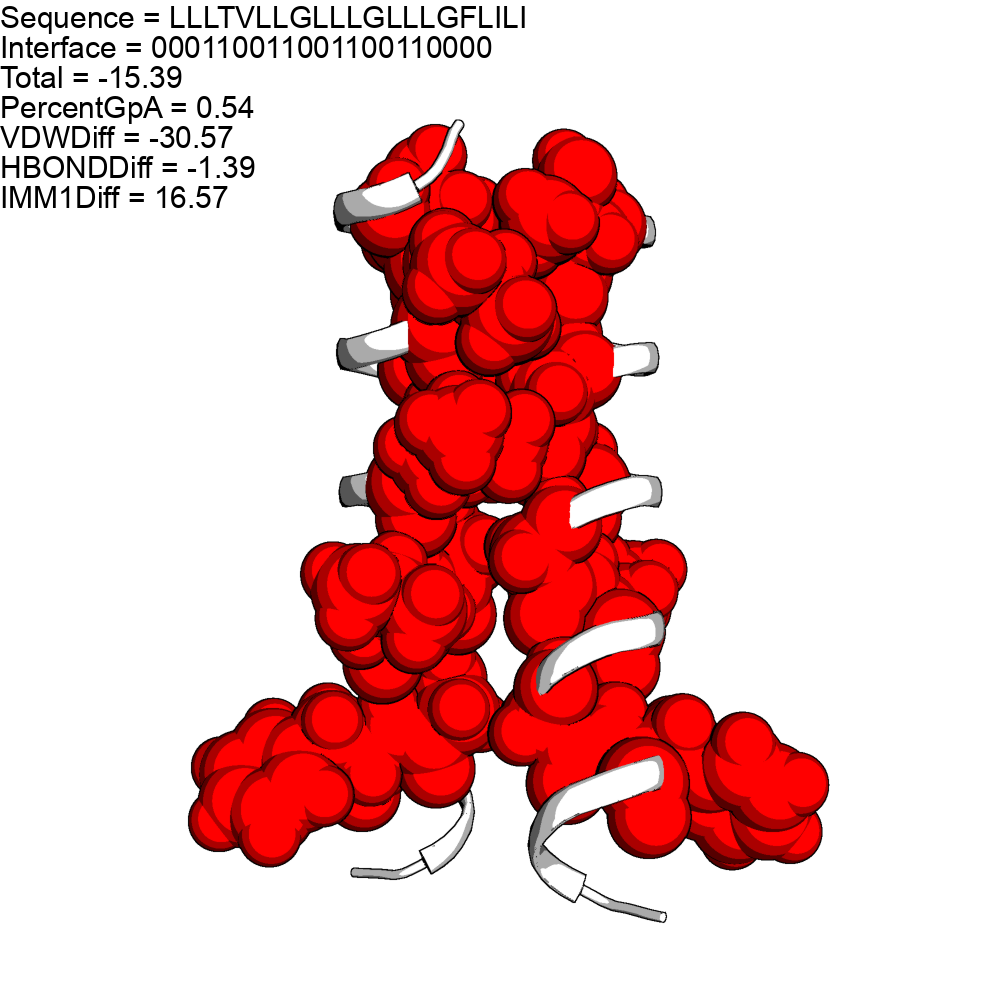 Sequence = LLLTVLLGLLLGLLLGFLILI
Interface = 000110011001100110000
Total = -15.39
PercentGpA = 0.54
VDWDiff = -30.57
HBONDDiff = -1.39
IMM1Diff = 16.57